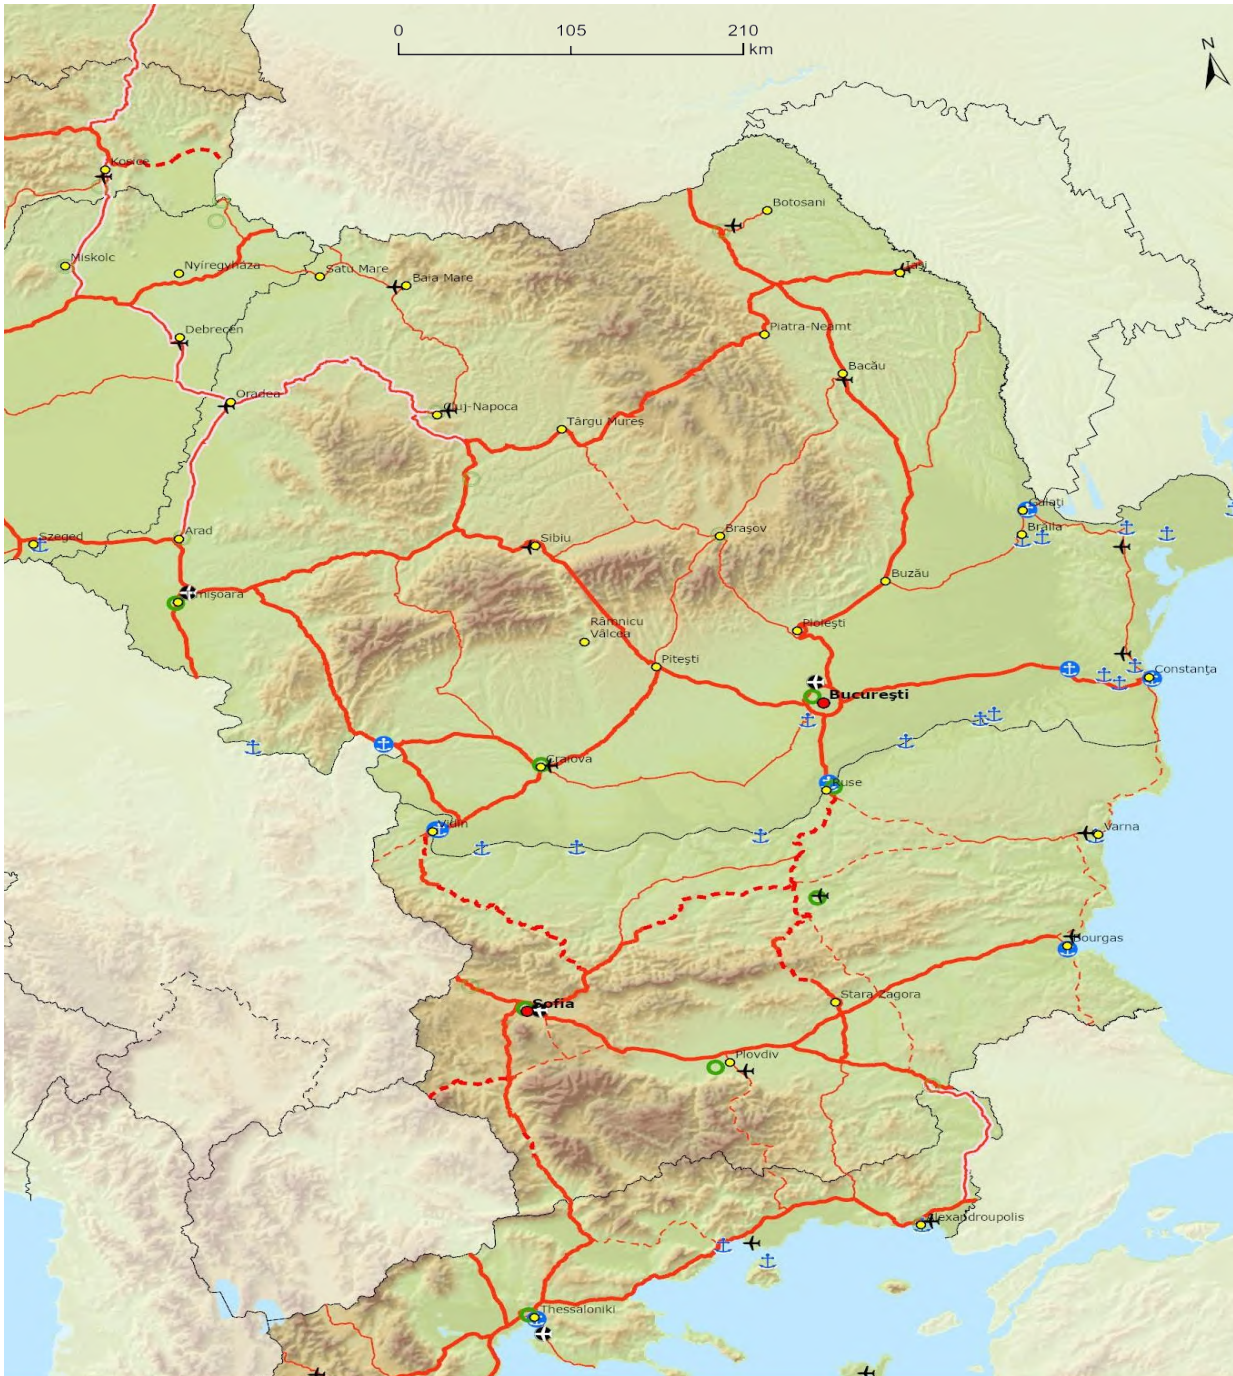 0 105 210
km
N
Kosice
Botosani
Miskolc
Nyíregyháza
Satu Mare
Baia Mare
Iaşi
Debrecen
Piatra-Neamt
Bacău
Oradea
Cluj-Napoca
Târgu Mureş
Galaţi
Arad
Szeged
Sibiu
Braşov
Brăila
Buzău
Timişoara
Râmnicu
Vâlcea
Ploieşti
Piteşti
Constanţa
Bucureşti
Craiova
Ruse
Vidin
Varna
Bourgas
Sofia
Stara Zagora
Plovdiv
Alexandroupolis
Thessaloniki